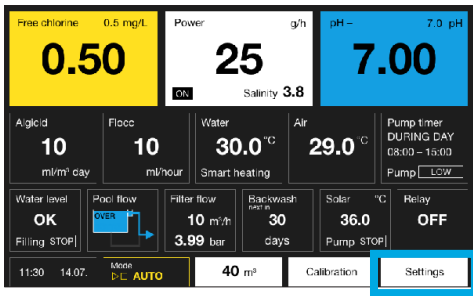 Free chlorine 0.5 mg/L Power g/h pH – 7.0 pH
0.50 25 7.00
ON Salinity 3.8
Algicid Flocc Water Air Pump timer
DURING DAY
10 10 30.0 °C 29.0 °C 08:00 – 15:00
ml/m³ day ml/hour Smart heating Pump LOW
Water level Pool flow Filter flow Backwash Solar °C Relay
NEXT IN
OVER
OK 10 m³/h 30 36.0 OFF
Filling STOP 3.99 bar days Pump STOP
11:30 14.07. Mode AUTO 40 m³ Calibration Settings